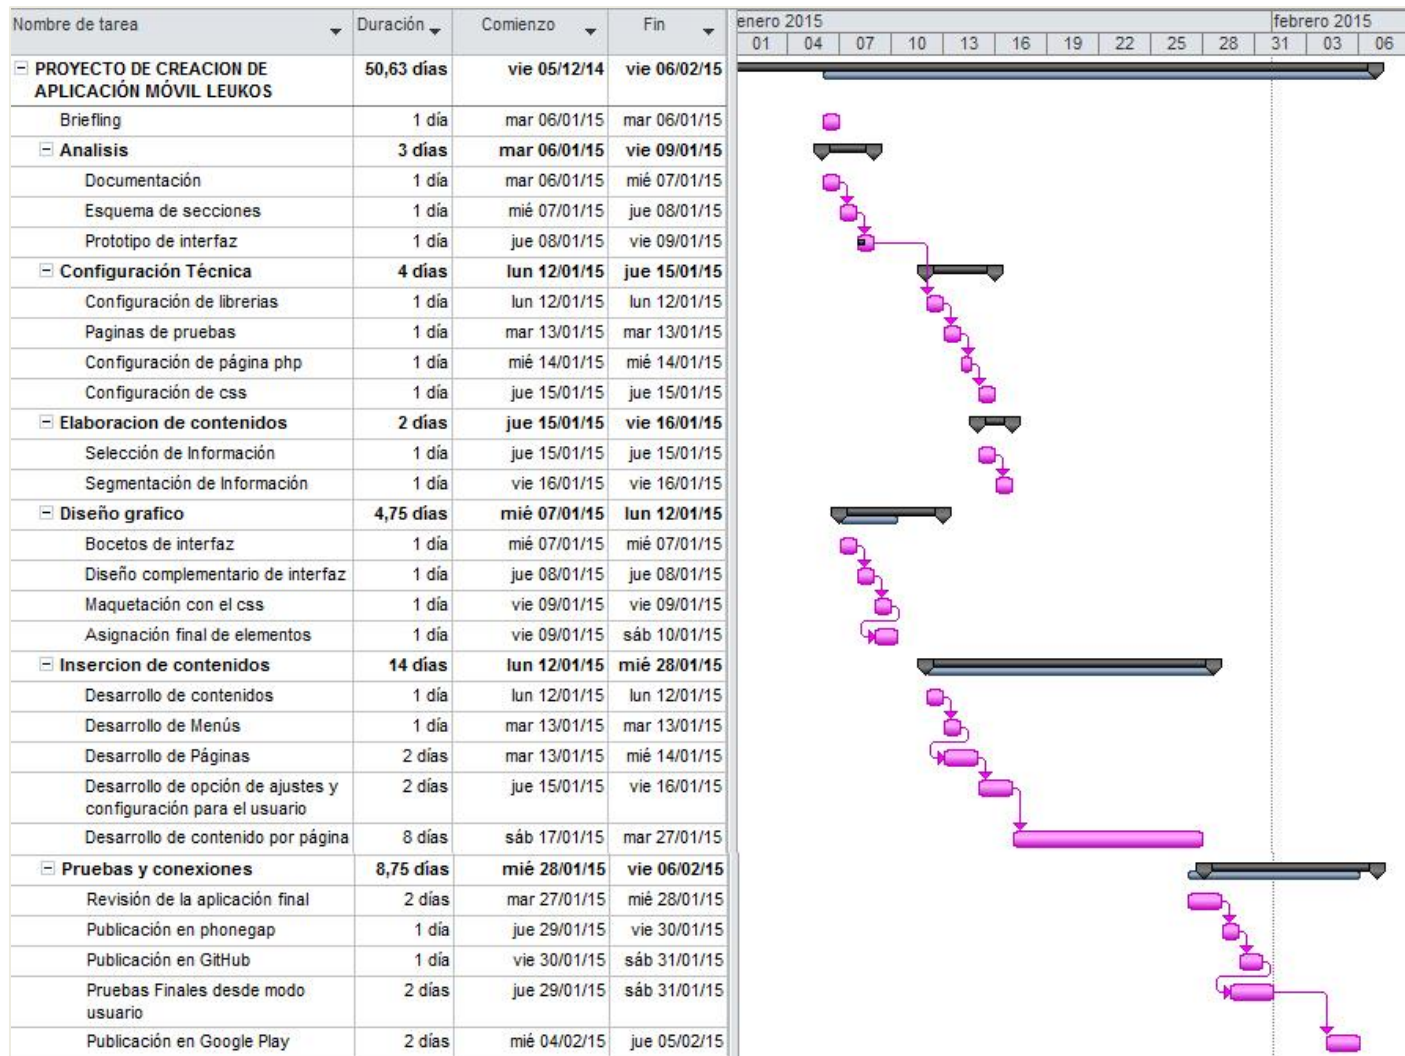 Nombre de tarea Duración Comienzo Fin enero 2015 febrero 2015
01 04 07 10 13 16 19 22 25 28 31 03 06
PROYECTO DE CREACION DE APLICACIÓN MÓVIL LEUKOS 50,63 días vie 05/12/14 vie 06/02/15
Briefling 1 día mar 06/01/15 mar 06/01/15
Analisis 3 días mar 06/01/15 vie 09/01/15
Documentación 1 día mar 06/01/15 mié 07/01/15
Esquema de secciones 1 día mié 07/01/15 jue 08/01/15
Prototipo de interfaz 1 día jue 08/01/15 vie 09/01/15
Configuración Técnica 4 días lun 12/01/15 jue 15/01/15
Configuración de librerias 1 día lun 12/01/15 lun 12/01/15
Paginas de pruebas 1 día mar 13/01/15 mar 13/01/15
Configuración de página php 1 día mié 14/01/15 mié 14/01/15
Configuración de css 1 día jue 15/01/15 jue 15/01/15
Elaboracion de contenidos 2 días jue 15/01/15 vie 16/01/15
Selección de Información 1 día jue 15/01/15 jue 15/01/15
Segmentación de Información 1 día vie 16/01/15 vie 16/01/15
Diseño grafico 4,75 días mié 07/01/15 lun 12/01/15
Bocetos de interfaz 1 día mié 07/01/15 mié 07/01/15
Diseño complementario de interfaz 1 día jue 08/01/15 jue 08/01/15
Maquetación con el css 1 día vie 09/01/15 vie 09/01/15
Asignación final de elementos 1 día vie 09/01/15 sáb 10/01/15
Insercion de contenidos 14 días lun 12/01/15 mié 28/01/15
Desarrollo de contenidos 1 día lun 12/01/15 lun 12/01/15
Desarrollo de Menús 1 día mar 13/01/15 mar 13/01/15
Desarrollo de Páginas 2 días mar 13/01/15 mié 14/01/15
Desarrollo de opción de ajustes y configuración para el usuario 2 días jue 15/01/15 vie 16/01/15
Desarrollo de contenido por página 8 días sáb 17/01/15 mar 27/01/15
Pruebas y conexiones 8,75 días mié 28/01/15 vie 06/02/15
Revisión de la aplicación final 2 días mar 27/01/15 mié 28/01/15
Publicación en phonegap 1 día jue 29/01/15 vie 30/01/15
Publicación en GitHub 1 día vie 30/01/15 sáb 31/01/15
Pruebas Finales desde modo usuario 2 días jue 29/01/15 sáb 31/01/15
Publicación en Google Play 2 días mié 04/02/15 jue 05/02/15